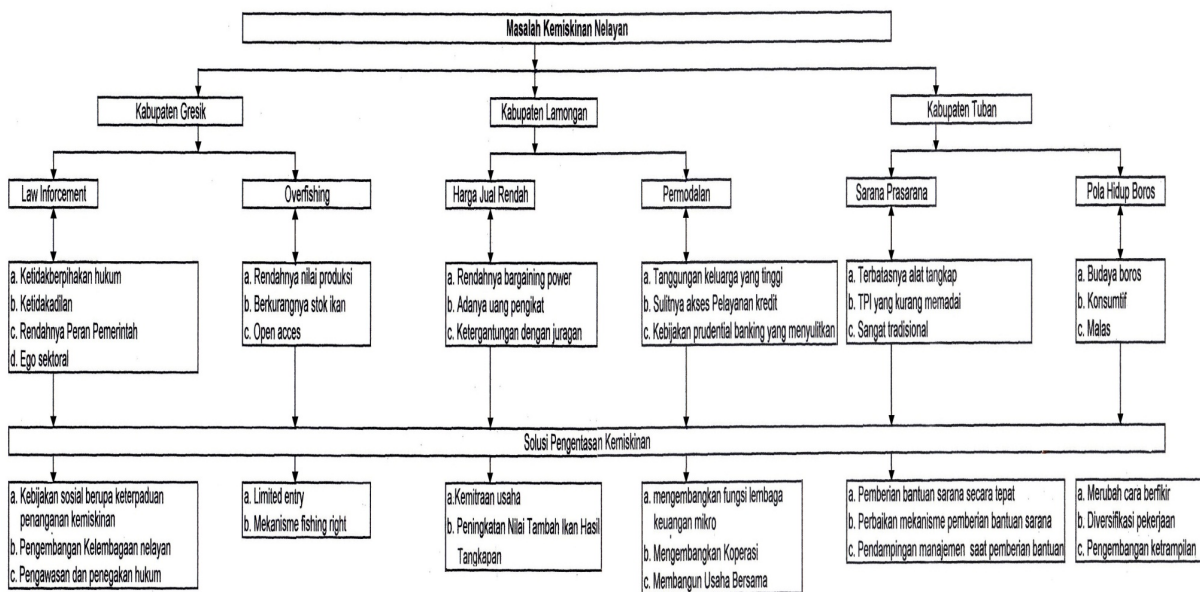 Masalah Kemiskinan Nelayan
Kabupaten Gresik
Kabupaten Lamongan
Kabupaten Tuban
Law Inforcement
Overfishing
Harga Jual Rendah
Permodalan
Sarana Prasarana
Pola Hidup Boros
a. Ketidakberpihakan hukum
b. Ketidakadilan
c. Rendahnya Peran Pemerintah
d. Ego sektoral
a. Rendahnya nilai produksi
b. Berkurangnya stok ikan
c. Open acces
a. Rendahnya bargaining power
b. Adanya uang pengikat
c. Ketergantungan dengan juragan
a. Tanggungan keluarga yang tinggi
b. Sulitnya akses Pelayanan kredit
c. Kebijakan prudential banking yang menyulitkan
a. Terbatasnya alat tangkap
b. TPI yang kurang memadai
c. Sangat tradisional
a. Budaya boros
b. Konsumtif
c. Malas
Solusi Pengentasan Kemiskinan
a. Kebijakan sosial berupa keterpaduan
penanganan kemiskinan
b. Pengembangan Kelembagaan nelayan
c. Pengawasan dan penegakan hukum
a. Limited entry
b. Mekanisme fishing right
a.Kemitraan usaha
b. Peningkatan Nilai Tambah Ikan Hasil
Tangkapan
a. mengembangkan fungsi lembaga
keuangan mikro
b. Mengembangkan Koperasi
c. Membangun Usaha Bersama
a. Pemberian bantuan sarana secara tepat
b. Perbaikan mekanisme pemberian bantuan sarana
c. Pendampingan manajemen saat pemberian bantuan
a. Merubah cara berfikir
b. Diversifikasi pekerjaan
c. Pengembangan ketrampilan